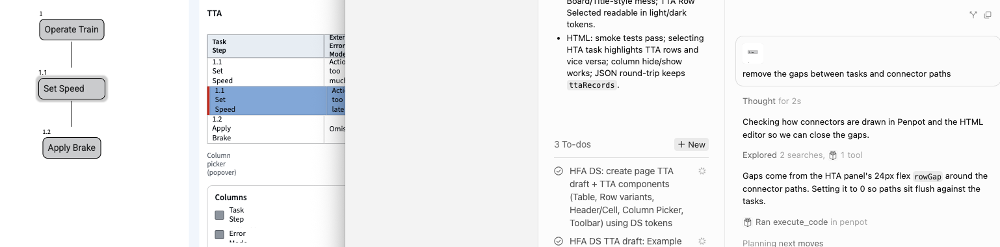 1
Operate Train
1.1
Set Speed
1.2
Apply Brake
TTA
Task
Step
Exter
Error
Mode
1.1
Set
Speed
Actio
too
much
1.1
Set
Speed
Acti
too
late
1.2
Apply
Brake
Omis
Column
picker
(popover)
Columns
Task
Step
Error
Board/Title-style mess; TTA Row
Selected readable in light/dark
tokens.
• HTML: smoke tests pass; selecting
HTA task highlights TTA rows and
vice versa; column hide/show
works; JSON round-trip keeps
ttaRecords.
3 To-dos
+ New
HFA DS: create page TTA
draft + TTA components
(Table, Row variants,
Header/Cell, Column Picker,
Toolbar) using DS tokens
HFA DS TTA draft: Example
remove the gaps between tasks and connector paths
Thought for 2s
Checking how connectors are drawn in Penpot and the HTML
editor so we can close the gaps.
Explored 2 searches, 1 tool
Gaps come from the HTA panel's 24px flex rowGap around the
connector paths. Setting it to 0 so paths sit flush against the
tasks.
Ran execute_code in penpot
Planning next moves